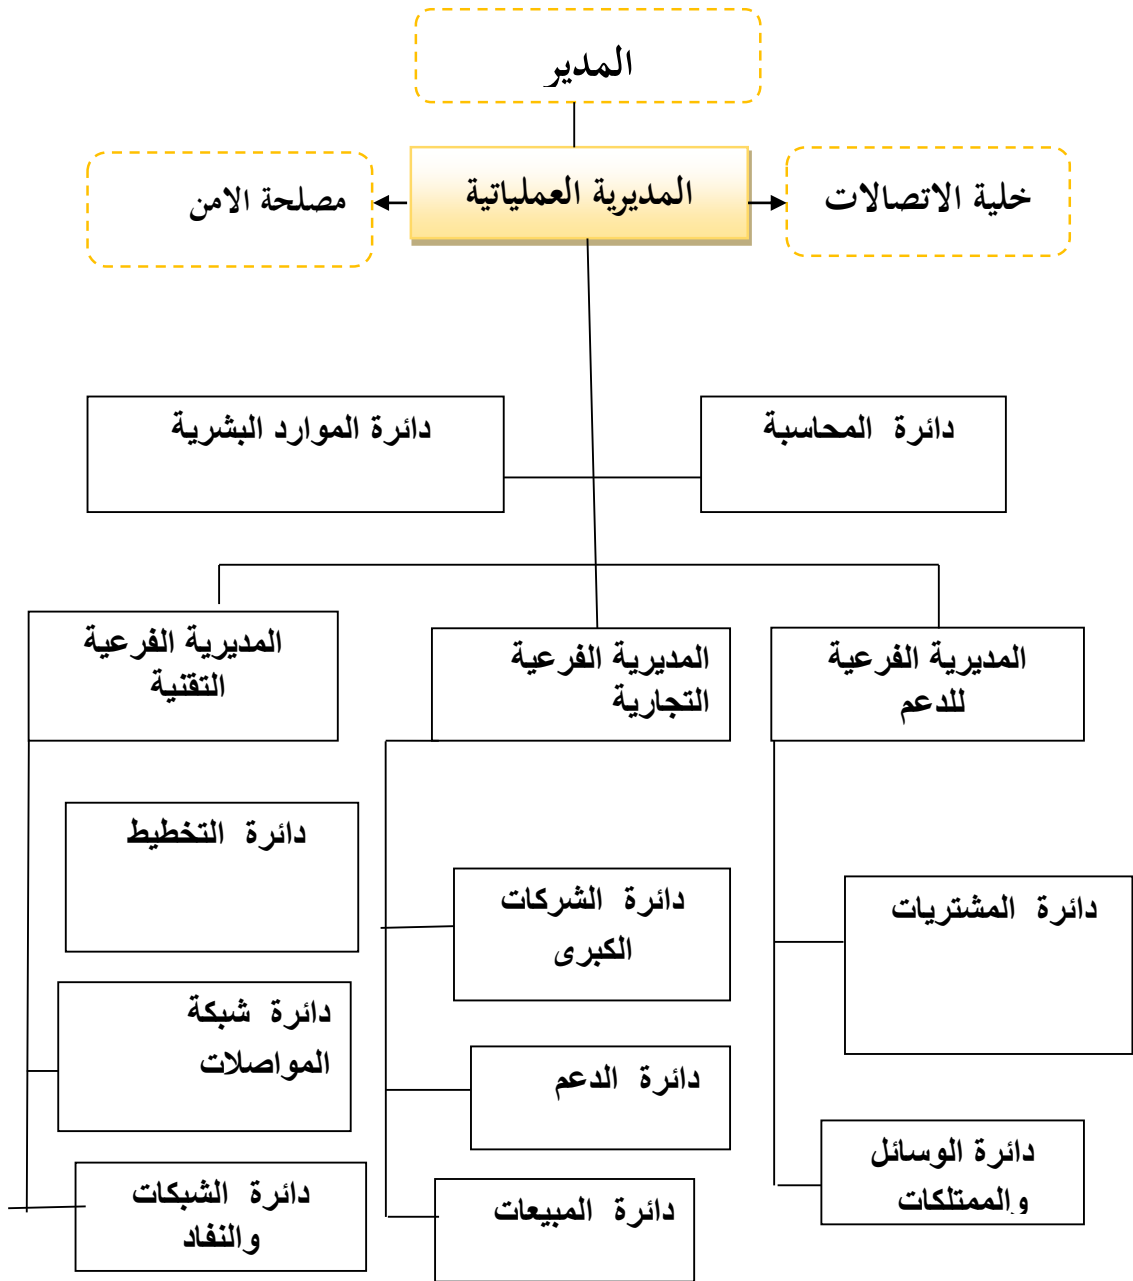 المدير
خلية الاتصالات
المديرية العملياتية
مصلحة الامن
دائرة المحاسبة
دائرة الموارد البشرية
المديرية الفرعية
للدعم
المديرية الفرعية
التجارية
المديرية الفرعية
التقنية
دائرة المشتريات
دائرة الوسائل
والممتلكات
دائرة الشركات
الكبرى
دائرة الدعم
دائرة المبيعات
دائرة التخطيط
دائرة شبكة
المواصلات
دائرة الشبكات
والنفاد